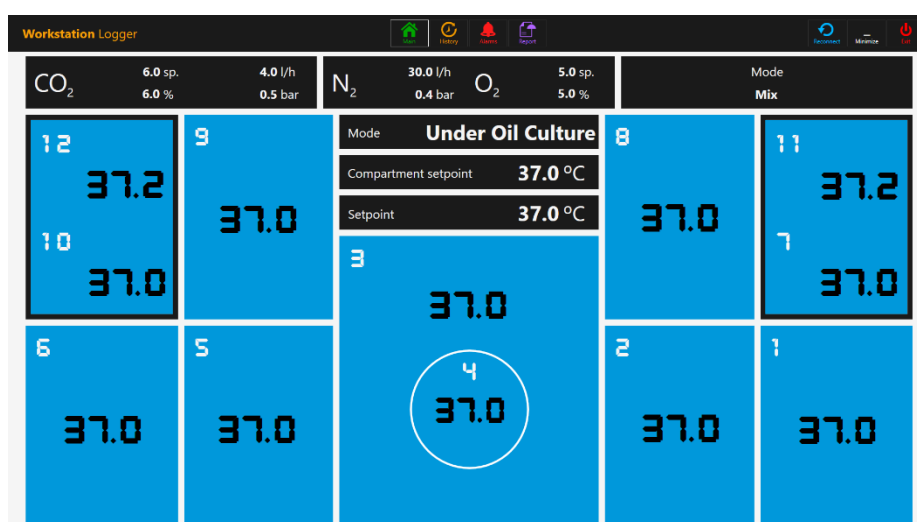 Workstation Logger
Main History Alarms Report Reconnect Minimize Exit
CO2 6.0 sp. 4.0 l/h
6.0 % 0.5 bar
N2 30.0 l/h
0.4 bar
O2 5.0 sp.
5.0 %
Mode
Mix
12
37.2
10
37.0
9
37.0
Mode Under Oil Culture
Compartment setpoint 37.0 ºC
Setpoint 37.0 ºC
8
37.0
11
37.2
7
37.0
3
37.0
4
37.0
6
37.0
5
37.0
2
37.0
1
37.0